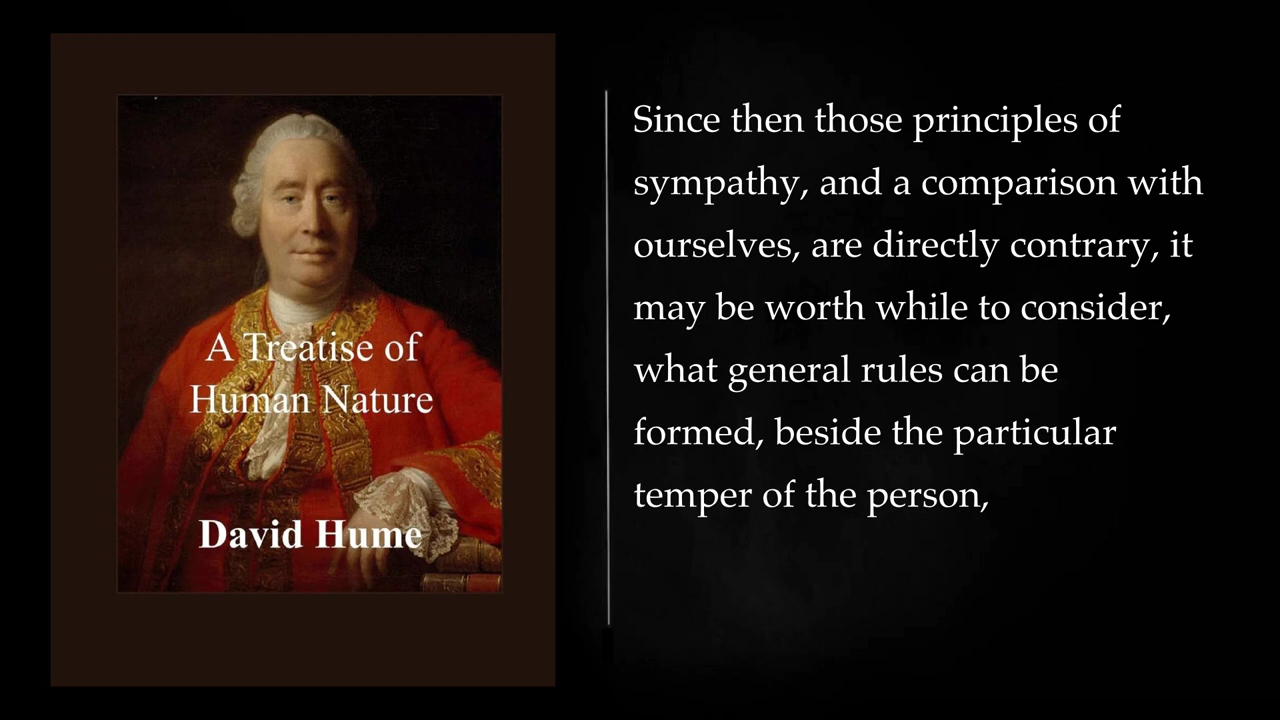 A Treatise of
Human Nature
David Hume
Since then those principles of
sympathy, and a comparison with
ourselves, are directly contrary, it
may be worth while to consider,
what general rules can be
formed, beside the particular
temper of the person,